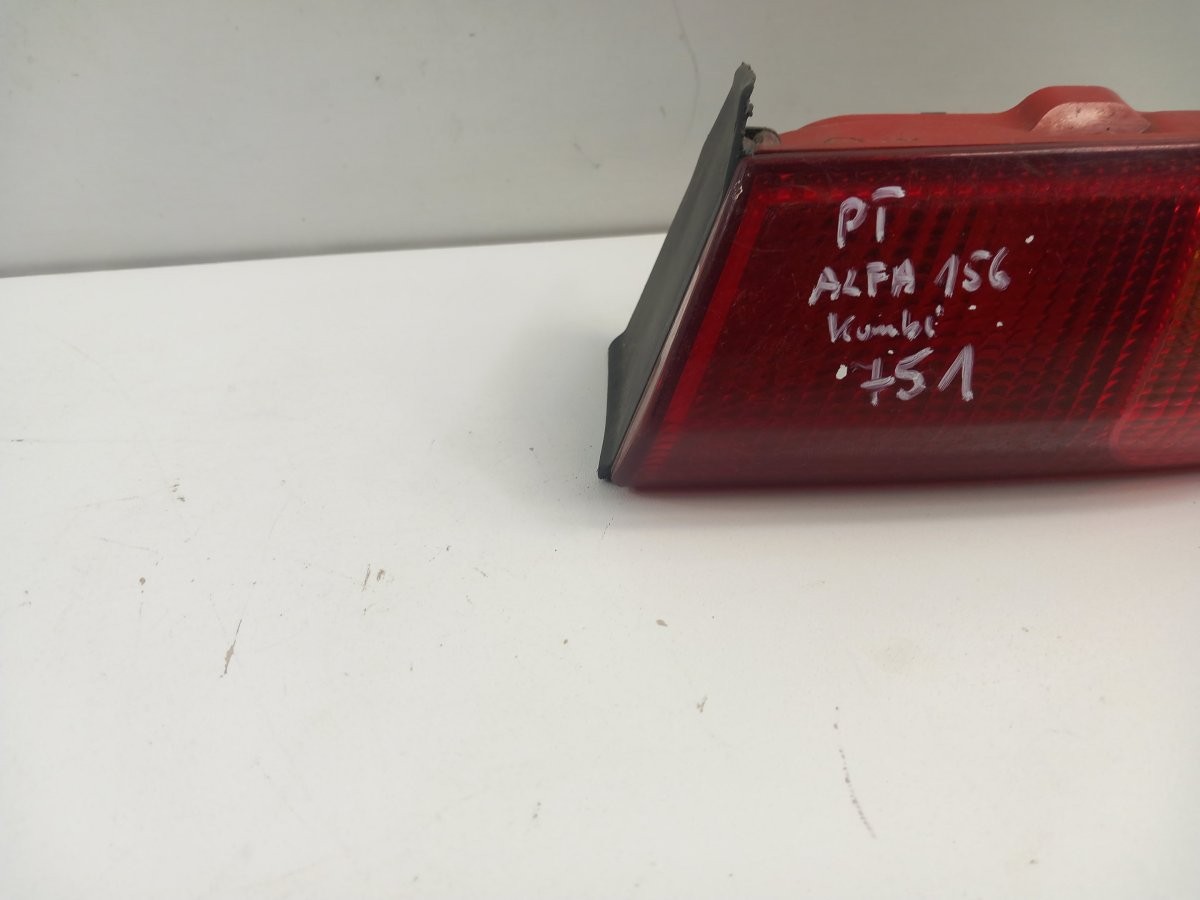 PT
ALFA 156
Kombi
751